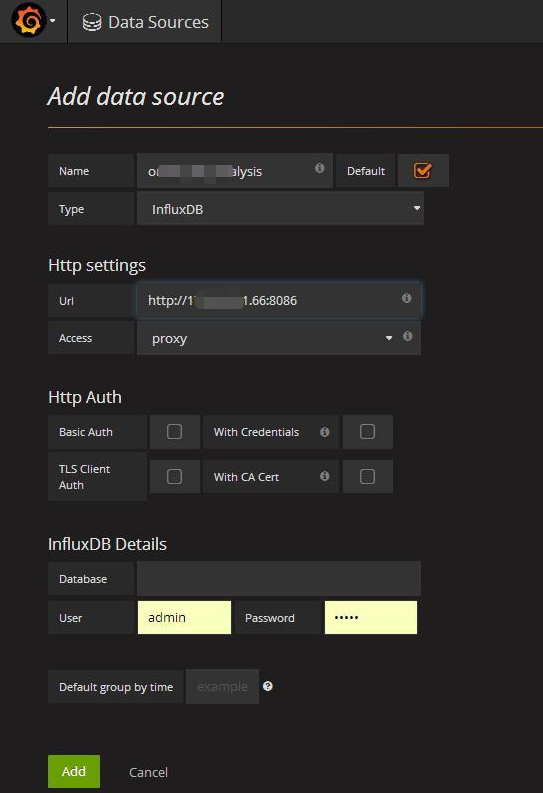 Data Sources
Add data source
Name alysis Default
Type InfluxDB
Http settings
Url http://1 1.66:8086
Access proxy
Http Auth
Basic Auth With Credentials
TLS Client Auth With CA Cert
InfluxDB Details
Database
User admin Password •••••
Default group by time example
Add Cancel